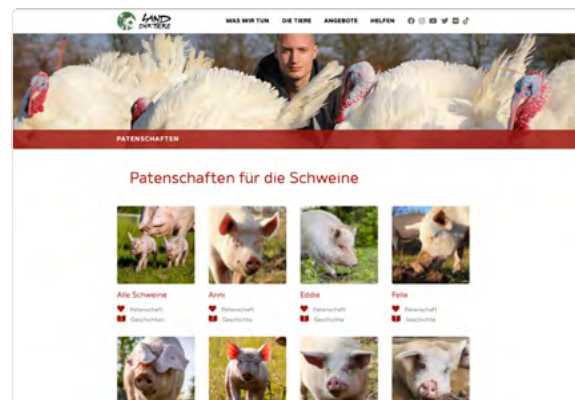 LAND
DER TIERE
WAS WIR TUN DIE TIERE ANGEBOTE HELFEN
PATENSCHAFTEN
Patenschaften für die Schweine
Alle Schweine Anni Eddie Felix
Patenschaft Patenschaft Patenschaft Patenschaft
Geschichten Geschichte Geschichte Geschichte